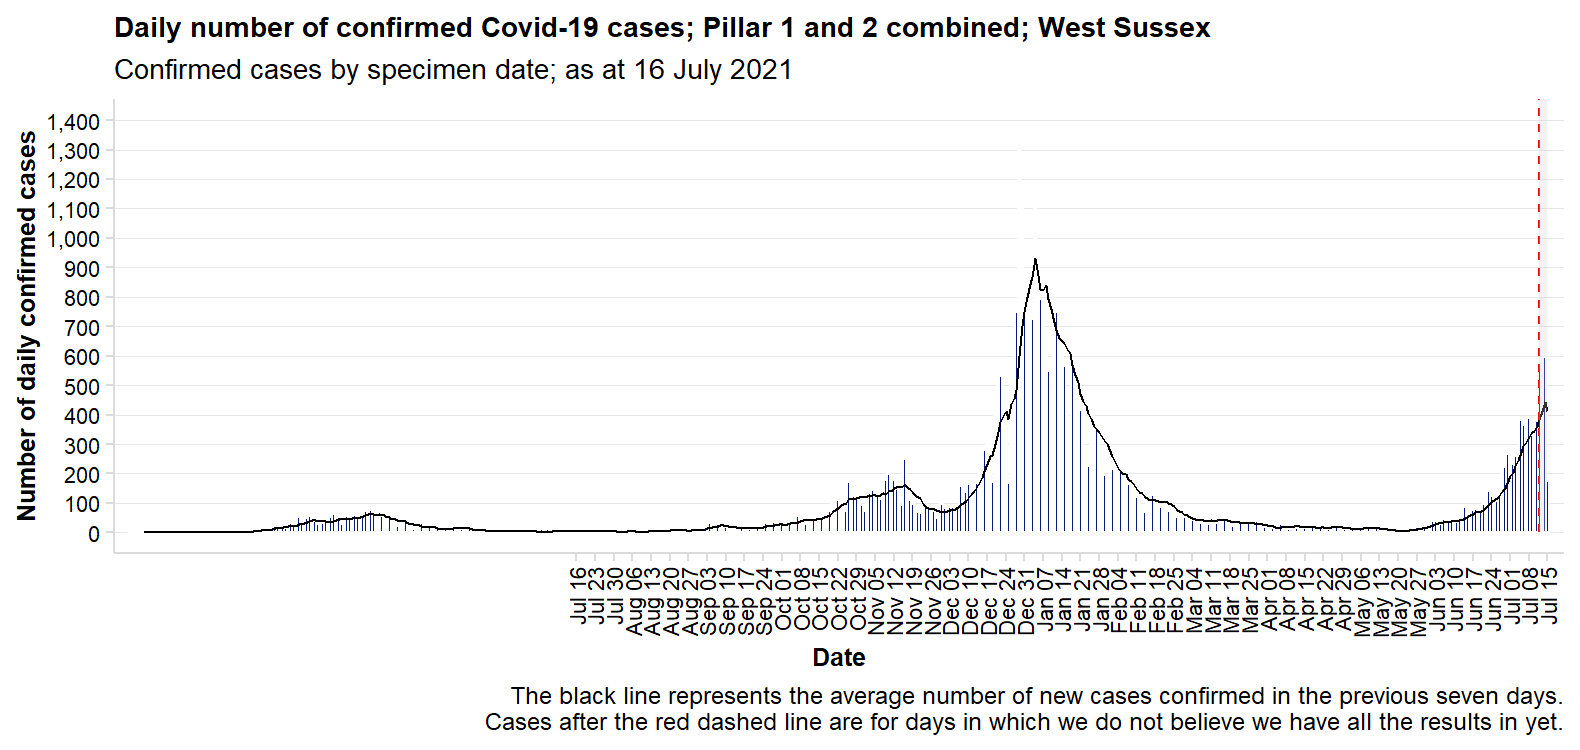 Daily number of confirmed Covid-19 cases; Pillar 1 and 2 combined; West Sussex
Confirmed cases by specimen date; as at 16 July 2021
Number of daily confirmed cases
1,400
1,300
1,200
1,100
1,000
900
800
700
600
500
400
300
200
100
0
Jul 16
Jul 23
Jul 30
Aug 06
Aug 13
Aug 20
Aug 27
Sep 03
Sep 10
Sep 17
Sep 24
Oct 01
Oct 08
Oct 15
Oct 22
Oct 29
Nov 05
Nov 12
Nov 19
Nov 26
Dec 03
Dec 10
Dec 17
Dec 24
Dec 31
Jan 07
Jan 14
Jan 21
Jan 28
Feb 04
Feb 11
Feb 18
Feb 25
Mar 04
Mar 11
Mar 18
Mar 25
Apr 01
Apr 08
Apr 15
Apr 22
Apr 29
May 06
May 13
May 20
May 27
Jun 03
Jun 10
Jun 17
Jun 24
Jul 01
Jul 08
Jul 15
Date
The black line represents the average number of new cases confirmed in the previous seven days.
Cases after the red dashed line are for days in which we do not believe we have all the results in yet.